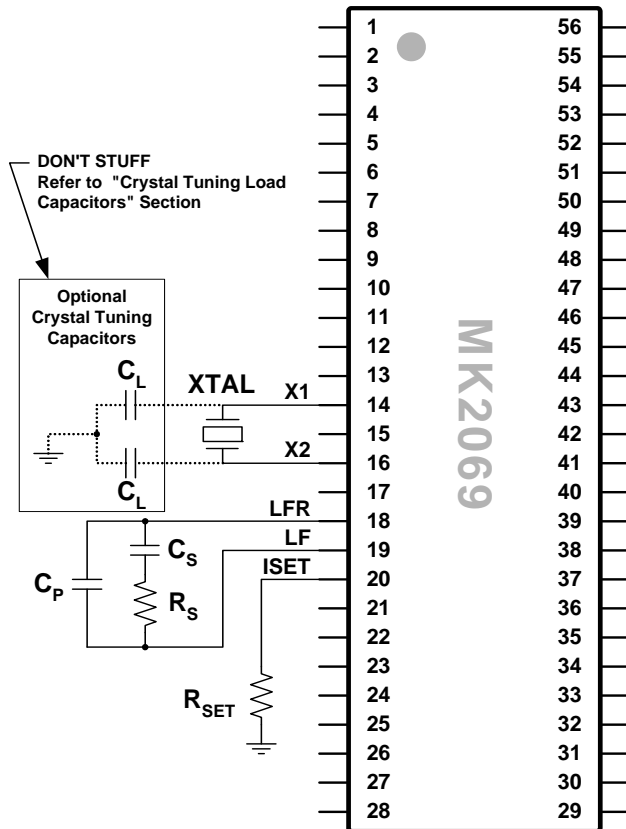 1 56
2 55
3 54
4 53
5 52
DON'T STUFF
Refer to "Crystal Tuning Load
Capacitors" Section
6 51
7 50
8 49
9 48
Optional
Crystal Tuning
Capacitors
10 47
11 46
12 45
13 44
CL XTAL X1
14 43
15 42
X2
16 41
CL
17 40
LFR
18 39
LF
19 38
CS
ISET
20 37
CP
RS
21 36
22 35
23 34
RSET
24 33
25 32
26 31
27 30
28 29
MK2069